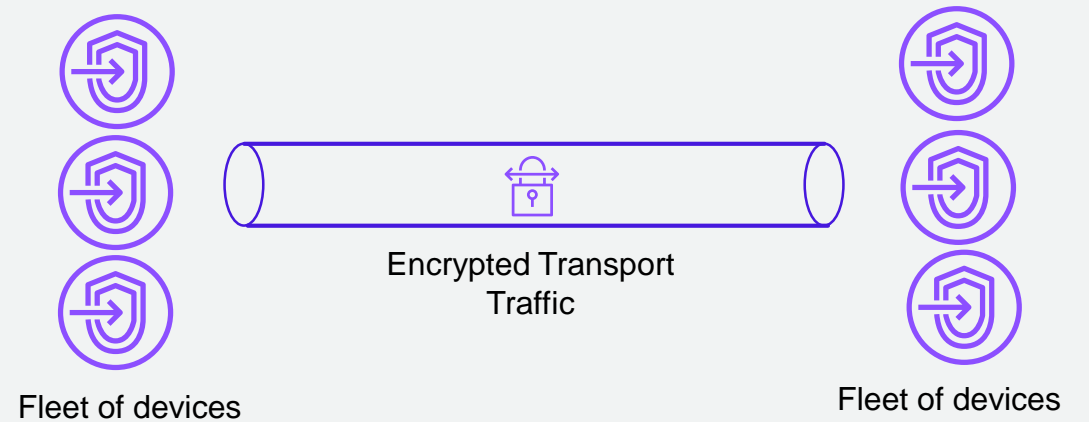 Encrypted Transport
Traffic
Fleet of devices
Fleet of devices